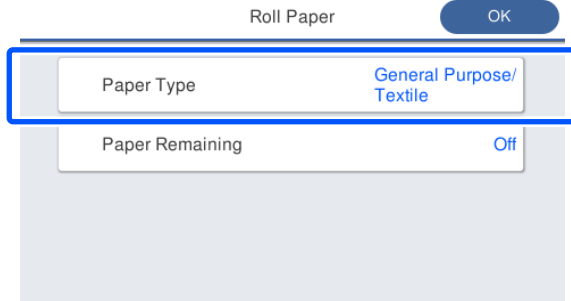 Roll Paper
OK
Paper Type
General Purpose/
Textile
Paper Remaining
Off